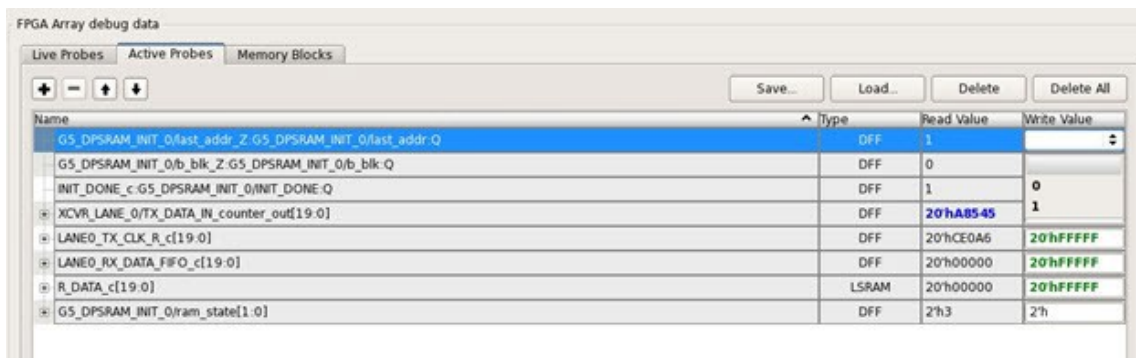 FPGA Array debug data
Live Probes Active Probes Memory Blocks
Save... Load... Delete Delete All
Name Type Read Value Write Value
G5_DPSRAM_INIT_0/last_addr_Z:G5_DPSRAM_INIT_0/last_addr:Q DFF 1
G5_DPSRAM_INIT_0/b_blk_Z:G5_DPSRAM_INIT_0/b_blk:Q DFF 0
INIT_DONE_c:G5_DPSRAM_INIT_0/INIT_DONE:Q DFF 1 0
XCVR_LANE_0/TX_DATA_IN_counter_out[19:0] DFF 20'hA8545 1
LANE0_TX_CLK_R_c[19:0] DFF 20'hCE0A6 20'hFFFFF
LANE0_RX_DATA_FIFO_c[19:0] DFF 20'h00000 20'hFFFFF
R_DATA_c[19:0] LSRAM 20'h00000 20'hFFFFF
G5_DPSRAM_INIT_0/ram_state[1:0] DFF 2'h3 2'h